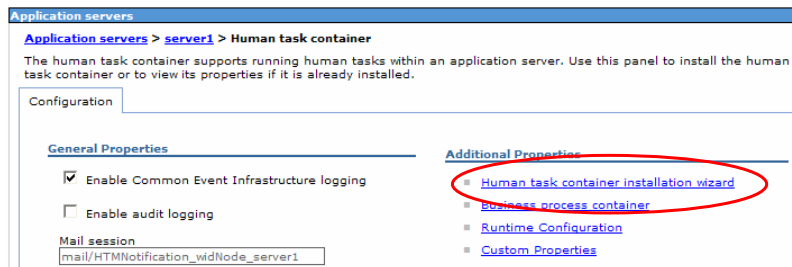 Application servers
Application servers > server1 > Human task container
The human task container supports running human tasks within an application server. Use this panel to install the human
task container or to view its properties if it is already installed.
Configuration
General Properties
Enable Common Event Infrastructure logging
Enable audit logging
Mail session
mail/HTMNotification_widNode_server1
Additional Properties
Human task container installation wizard
Business process container
Runtime Configuration
Custom Properties